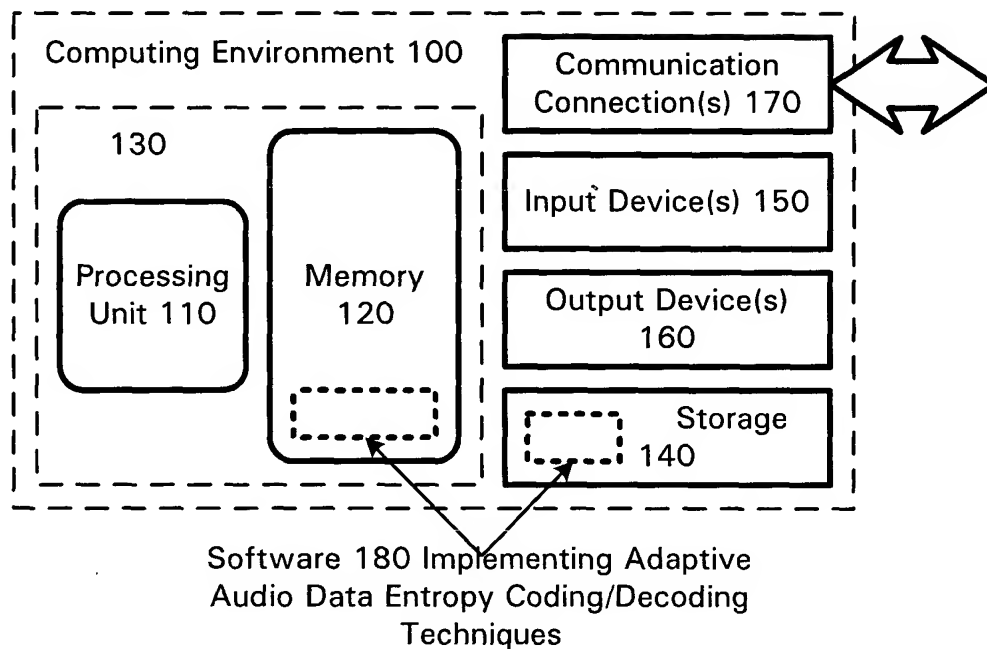 Computing Environment 100
Communication
Connection(s) 170
130
Input Device(s) 150
Processing
Unit 110
Memory
120
Output Device(s)
160
Storage
140
Software 180 Implementing Adaptive
Audio Data Entropy Coding/Decoding
Techniques